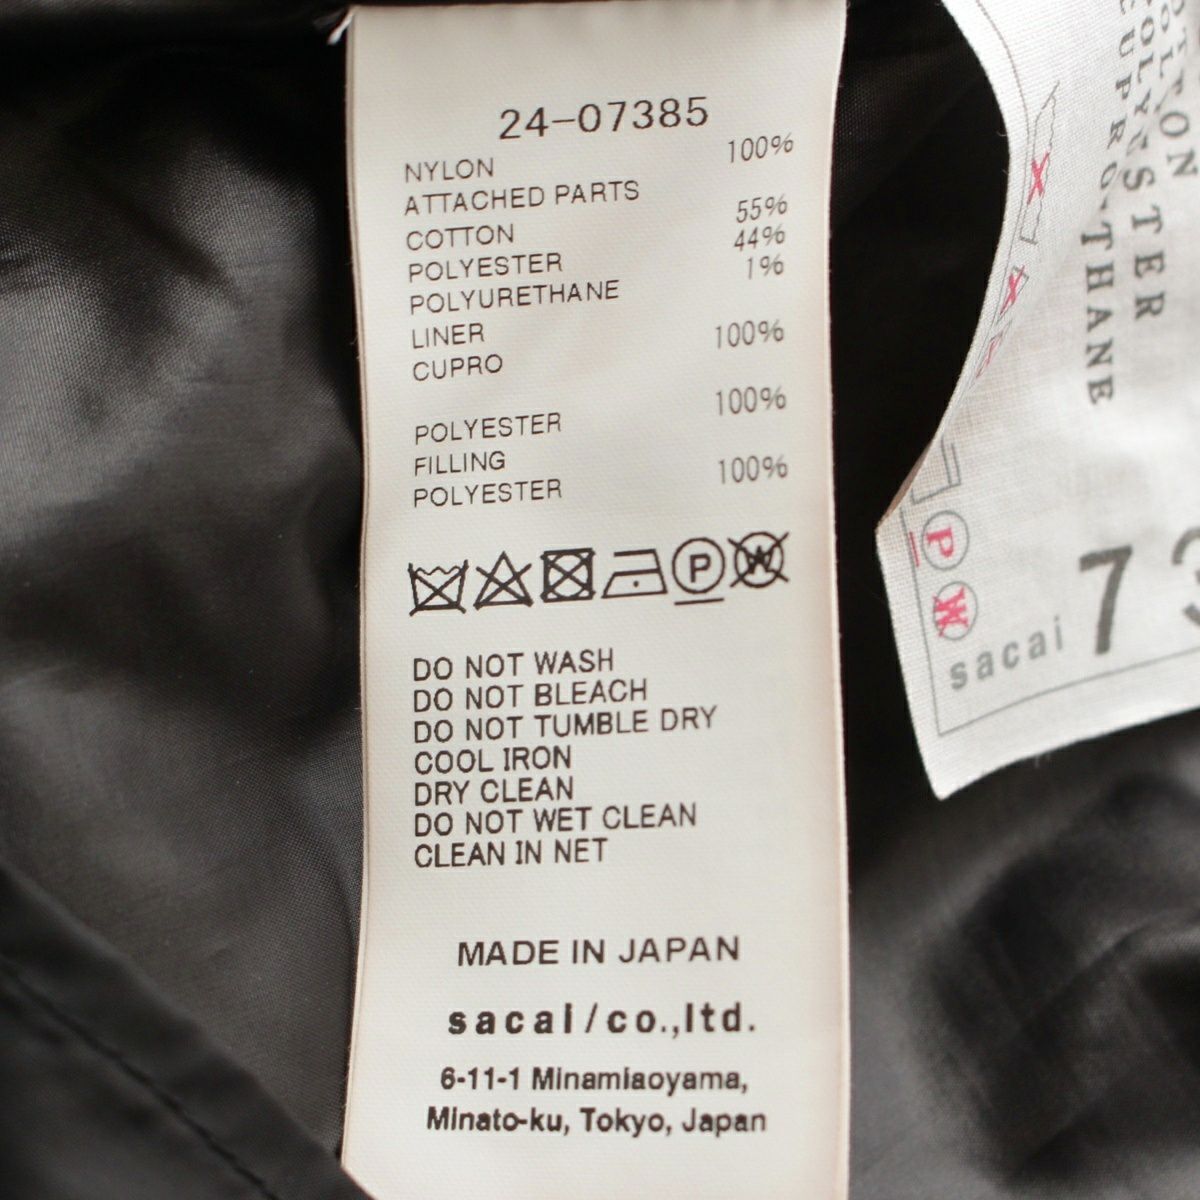 24-07385
NYLON 100%
ATTACHED PARTS
COTTON 55%
POLYESTER 44%
POLYURETHANE 1%
LINER
CUPRO 100%
POLYESTER 100%
FILLING
POLYESTER 100%
P W
DO NOT WASH
DO NOT BLEACH
DO NOT TUMBLE DRY
COOL IRON
DRY CLEAN
DO NOT WET CLEAN
CLEAN IN NET
MADE IN JAPAN
sacai/co.,ltd.
6-11-1 Minamiaoyama,
Minato-ku, Tokyo, Japan
P
W
sacai 73